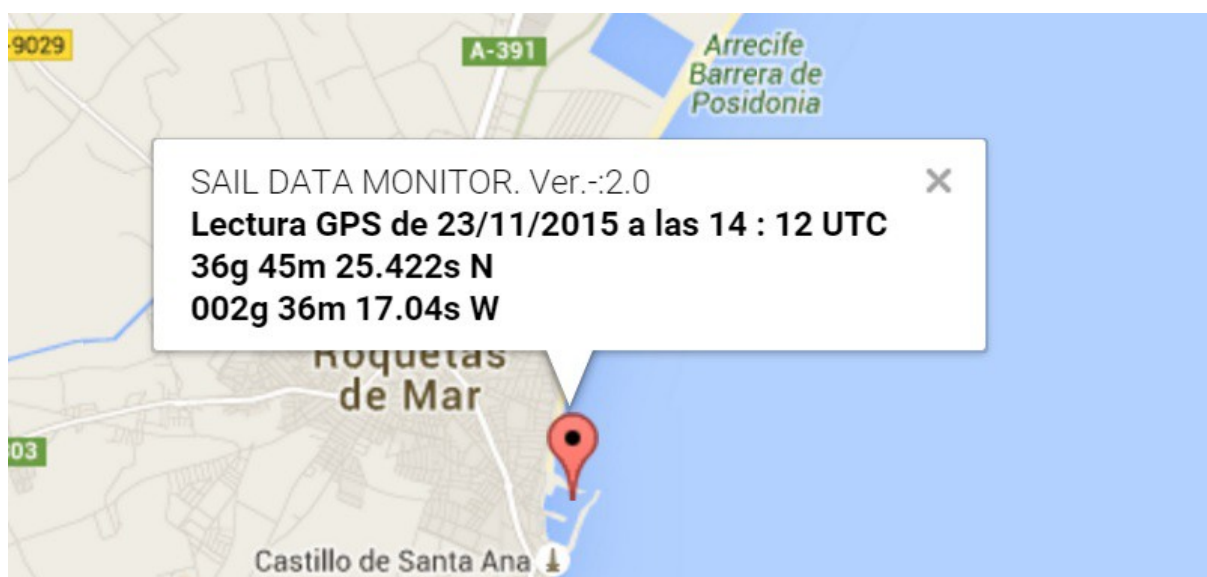 -9029
A-391
Arrecife
Barrera de
Posidonia
SAIL DATA MONITOR. Ver.-:2.0
Lectura GPS de 23/11/2015 a las 14 : 12 UTC
36g 45m 25.422s N
002g 36m 17.04s W
Roquetas
de Mar
03
Castillo de Santa Ana